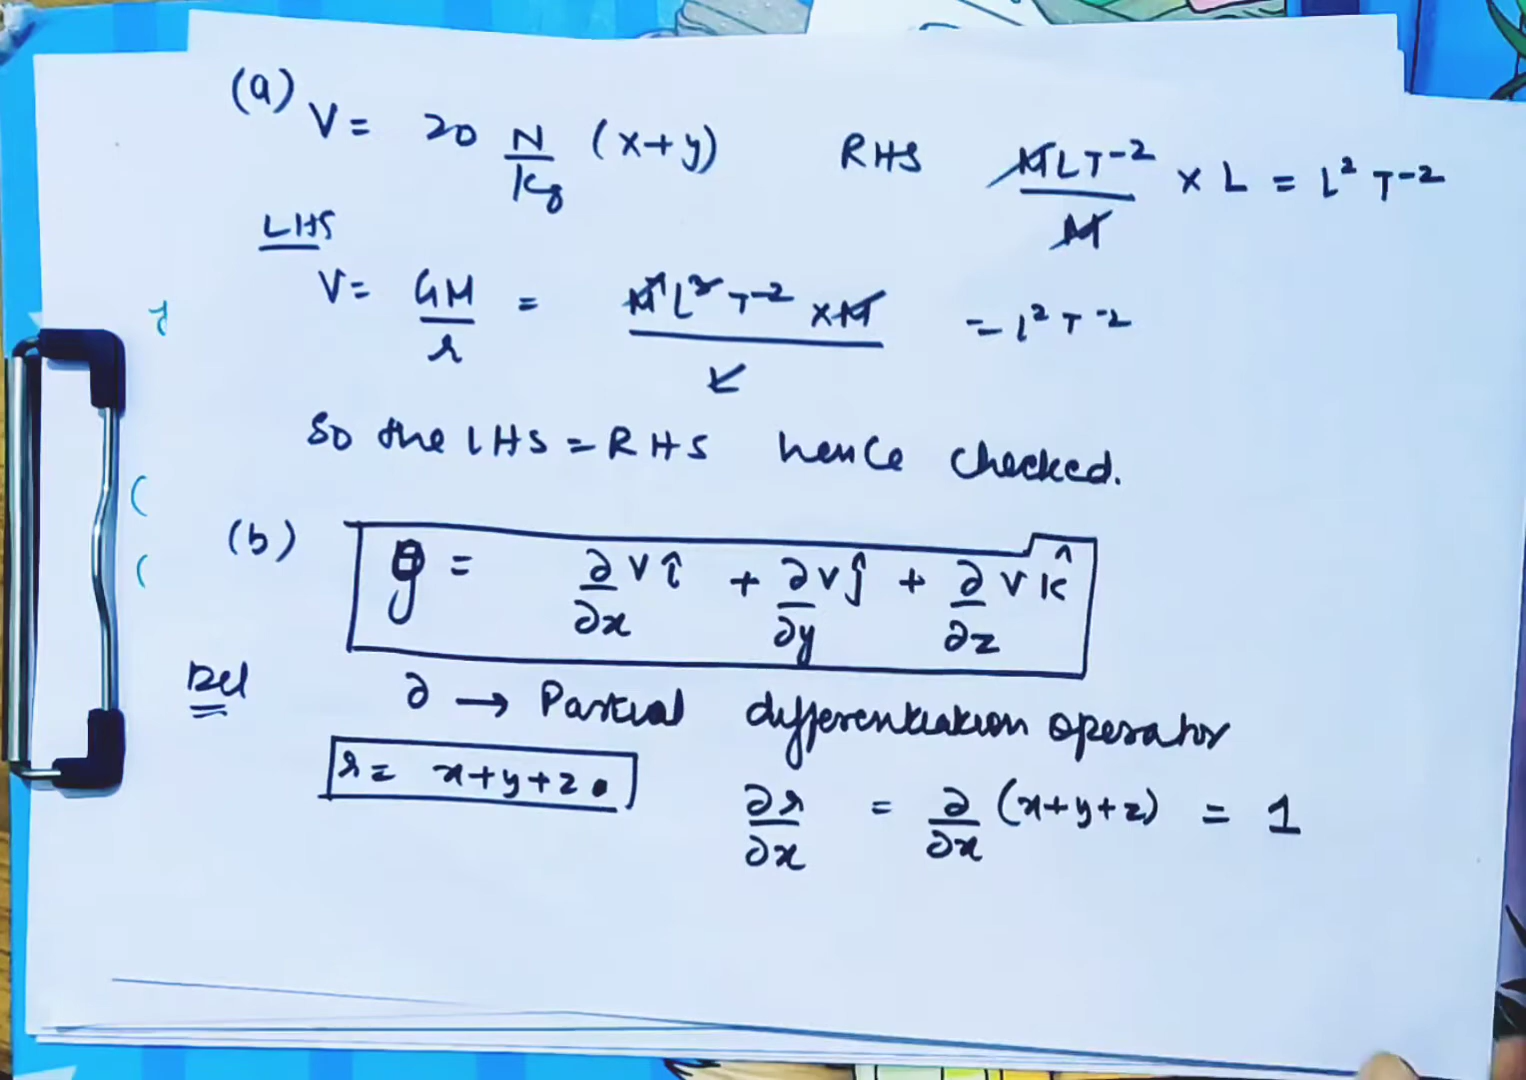 (a) V = 20 N/kg (x+y) RHS MLT⁻²/M × L = L² T⁻²
LHS
V = GM/r = M⁻¹L³T⁻² × M/L = L² T⁻²
So the LHS = RHS hence checked.
(b) g = ∂/∂x V î + ∂/∂y V ĵ + ∂/∂z V k̂
∂ → Partial differentiation operator
r = x+y+z. ∂r/∂x = ∂/∂x (x+y+z) = 1